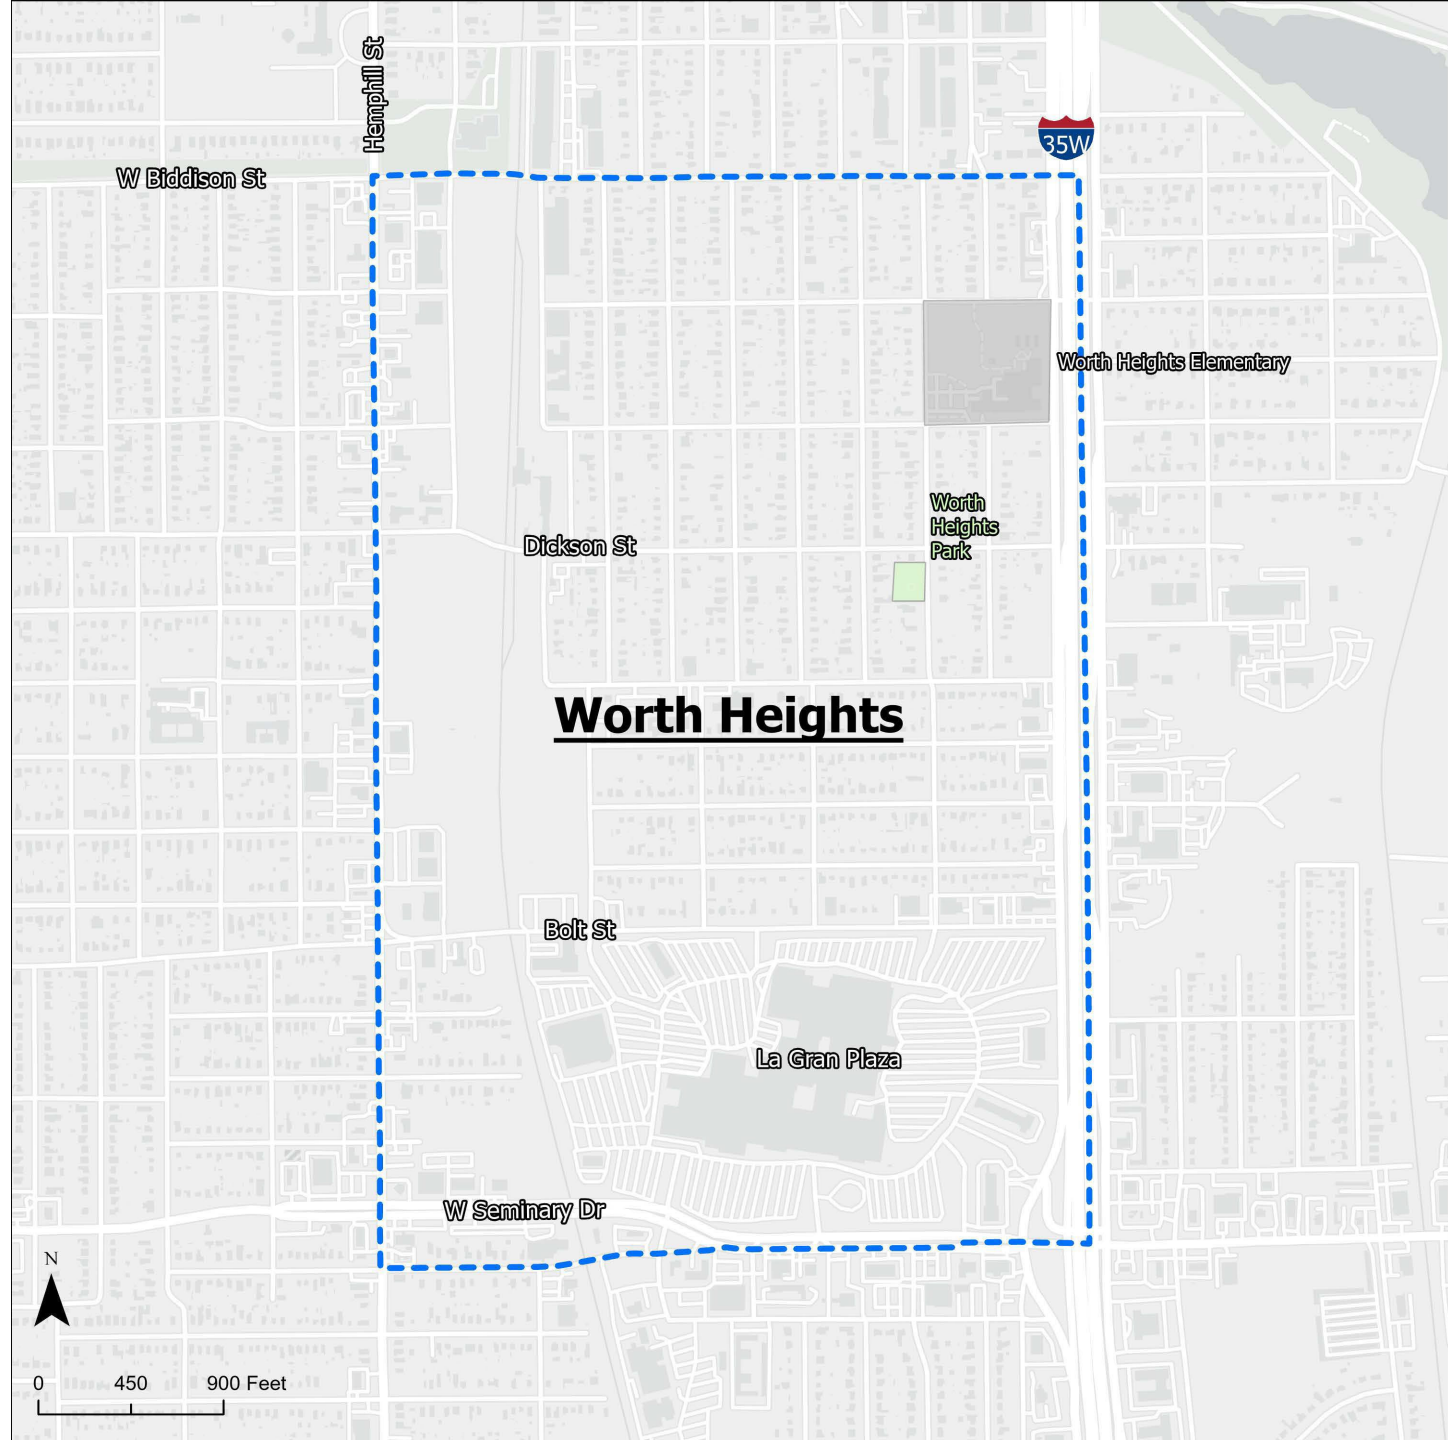 Hemphill St
35W
W Biddison St
Worth Heights Elementary
Worth
Heights
Park
Dickson St
Worth Heights
Bolt St
La Gran Plaza
W Seminary Dr
N
0 450 900 Feet